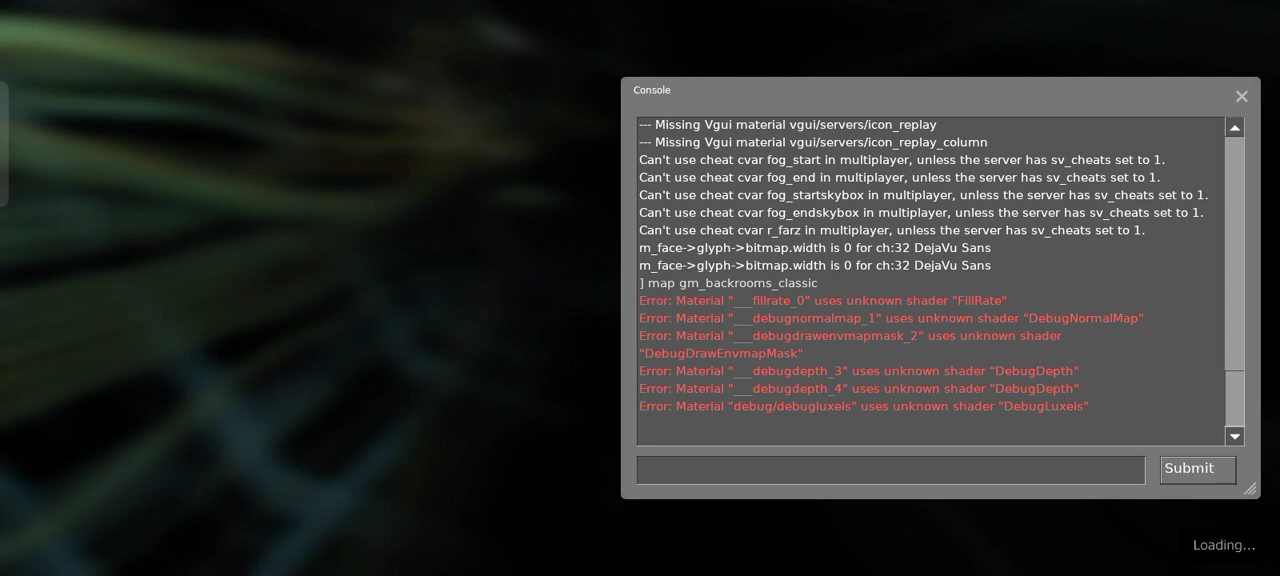 Console
--- Missing Vgui material vgui/servers/icon_replay
--- Missing Vgui material vgui/servers/icon_replay_column
Can't use cheat cvar fog_start in multiplayer, unless the server has sv_cheats set to 1.
Can't use cheat cvar fog_end in multiplayer, unless the server has sv_cheats set to 1.
Can't use cheat cvar fog_startskybox in multiplayer, unless the server has sv_cheats set to 1.
Can't use cheat cvar fog_endskybox in multiplayer, unless the server has sv_cheats set to 1.
Can't use cheat cvar r_farz in multiplayer, unless the server has sv_cheats set to 1.
m_face->glyph->bitmap.width is 0 for ch:32 DejaVu Sans
m_face->glyph->bitmap.width is 0 for ch:32 DejaVu Sans
] map gm_backrooms_classic
Error: Material "___fillrate_0" uses unknown shader "FillRate"
Error: Material "___debugnormalmap_1" uses unknown shader "DebugNormalMap"
Error: Material "___debugdrawenvmapmask_2" uses unknown shader
"DebugDrawEnvmapMask"
Error: Material "___debugdepth_3" uses unknown shader "DebugDepth"
Error: Material "___debugdepth_4" uses unknown shader "DebugDepth"
Error: Material "debug/debugluxels" uses unknown shader "DebugLuxels"
Submit
Loading...